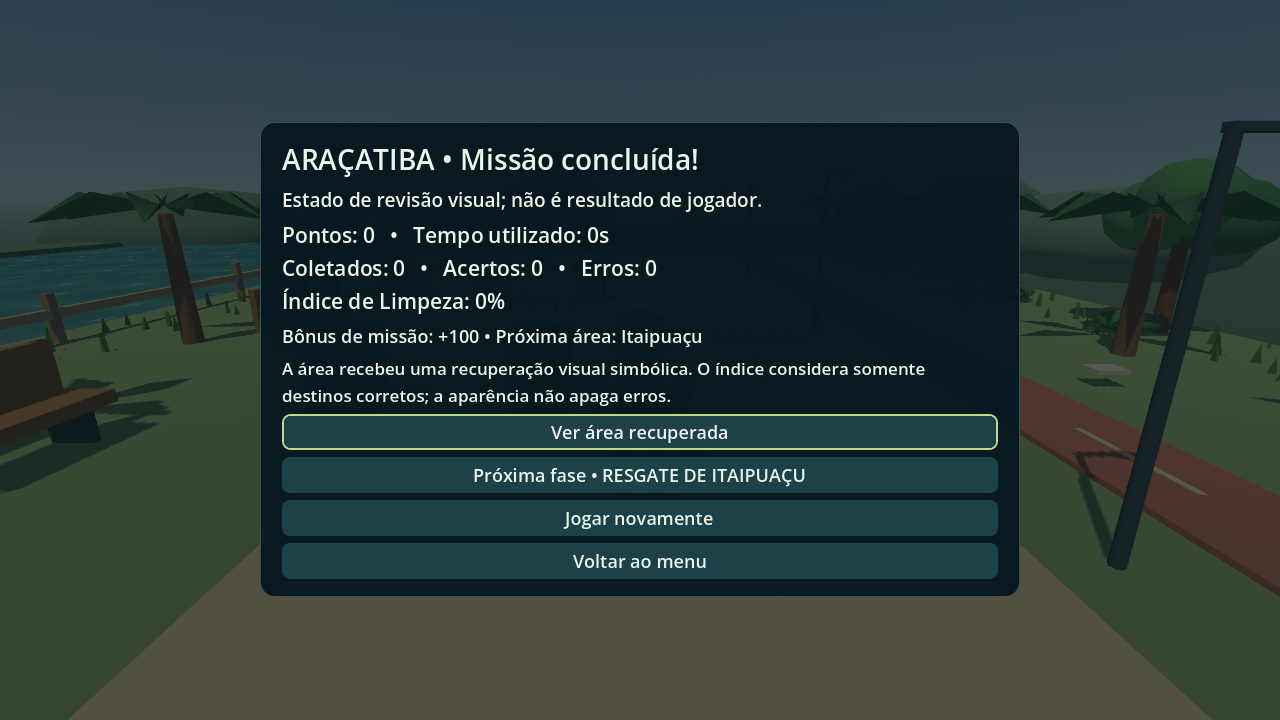 ARAÇATIBA • Missão concluída!
Estado de revisão visual; não é resultado de jogador.
Pontos: 0 • Tempo utilizado: 0s
Coletados: 0 • Acertos: 0 • Erros: 0
Índice de Limpeza: 0%
Bônus de missão: +100 • Próxima área: Itaipuaçu
A área recebeu uma recuperação visual simbólica. O índice considera somente
destinos corretos; a aparência não apaga erros.
Ver área recuperada
Próxima fase • RESGATE DE ITAIPUAÇU
Jogar novamente
Voltar ao menu